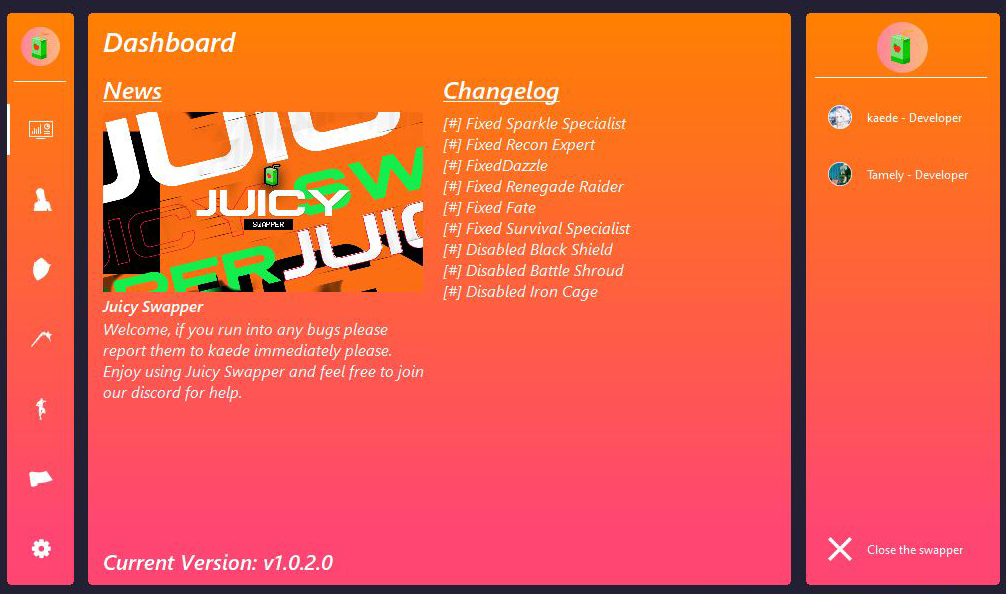 Dashboard
News
JUICY
SWAPPER
Juicy Swapper
Welcome, if you run into any bugs please
report them to kaede immediately please.
Enjoy using Juicy Swapper and feel free to join
our discord for help.
Changelog
[#] Fixed Sparkle Specialist
[#] Fixed Recon Expert
[#] FixedDazzle
[#] Fixed Renegade Raider
[#] Fixed Fate
[#] Fixed Survival Specialist
[#] Disabled Black Shield
[#] Disabled Battle Shroud
[#] Disabled Iron Cage
Current Version: v1.0.2.0
kaede - Developer
Tamely - Developer
Close the swapper